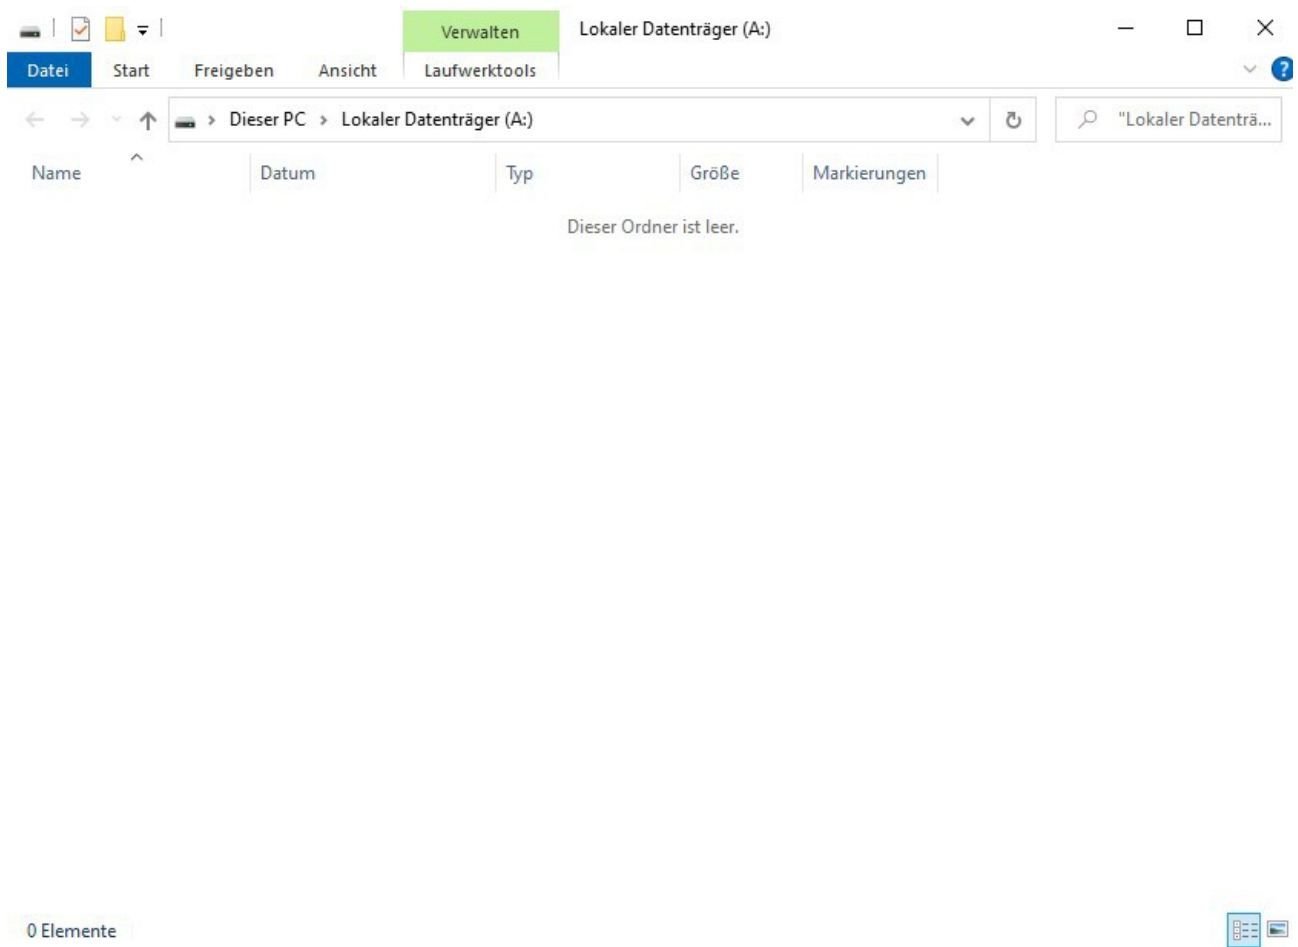 Verwalten
Lokaler Datenträger (A:)
Datei Start Freigeben Ansicht Laufwerktools
?
Dieser PC > Lokaler Datenträger (A:)
"Lokaler Datenträ...
Name Datum Typ Größe Markierungen
Dieser Ordner ist leer.
0 Elemente